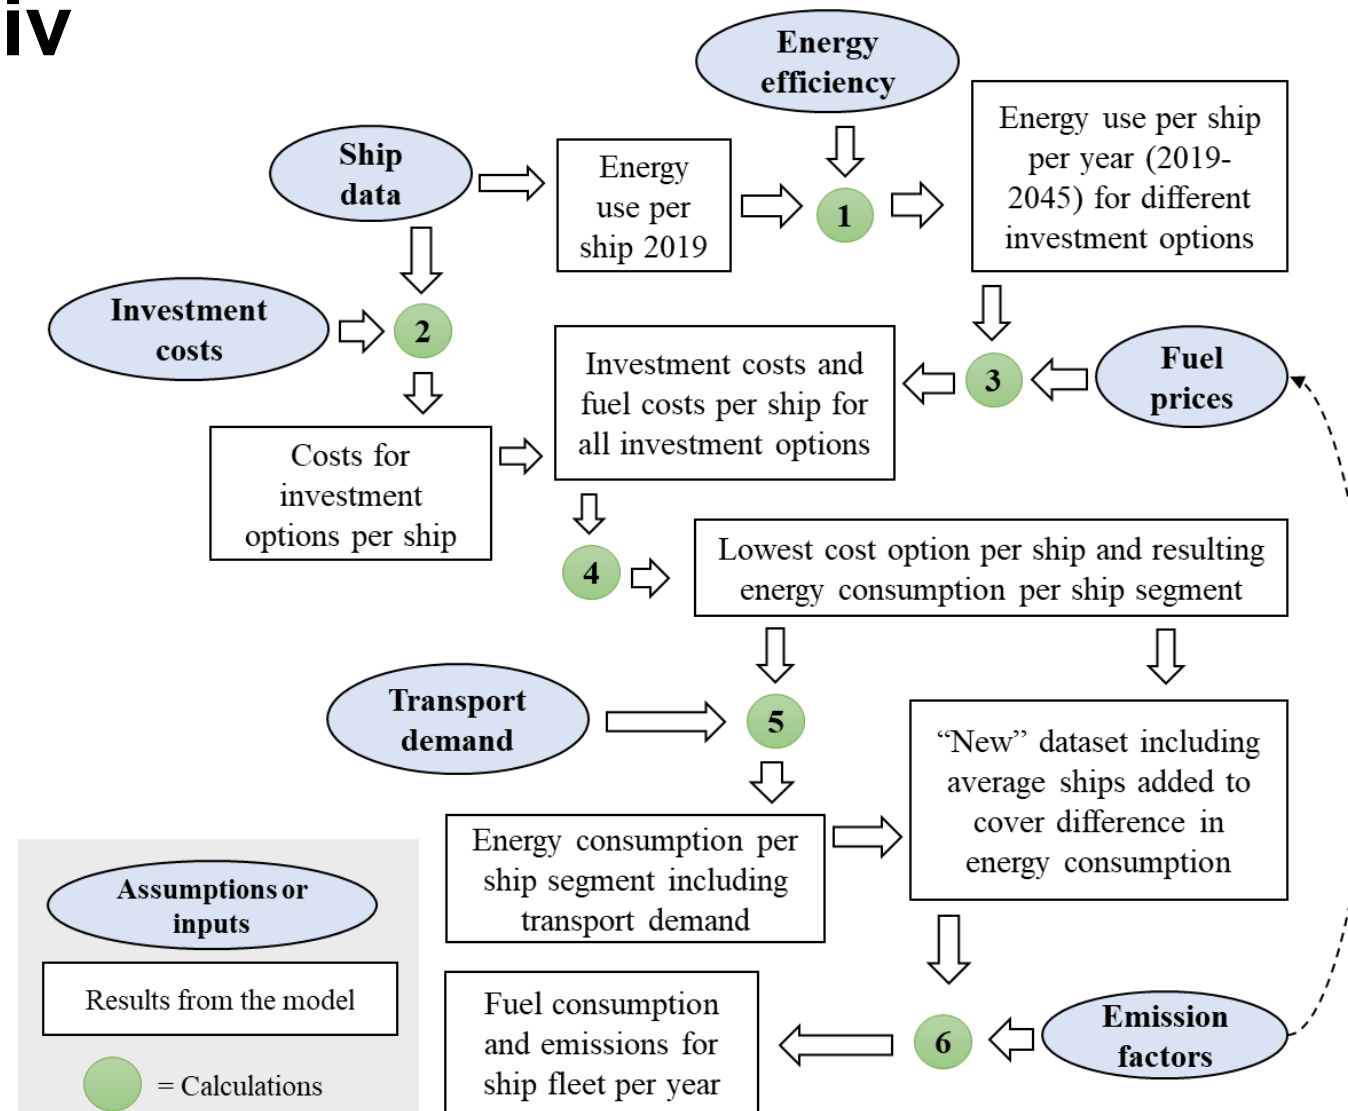 iv
Energy
efficiency
Ship
data
Energy
use per
ship 2019
1
Energy use per ship
per year (2019-
2045) for different
investment options
Investment
costs
2
Investment costs and
fuel costs per ship for
all investment options
3
Fuel
prices
Costs for
investment
options per ship
4
Lowest cost option per ship and resulting
energy consumption per ship segment
Transport
demand
5
“New” dataset including
average ships added to
cover difference in
energy consumption
Energy consumption per
ship segment including
transport demand
Assumptions or
inputs
Results from the model
= Calculations
Fuel consumption
and emissions for
ship fleet per year
6
Emission
factors